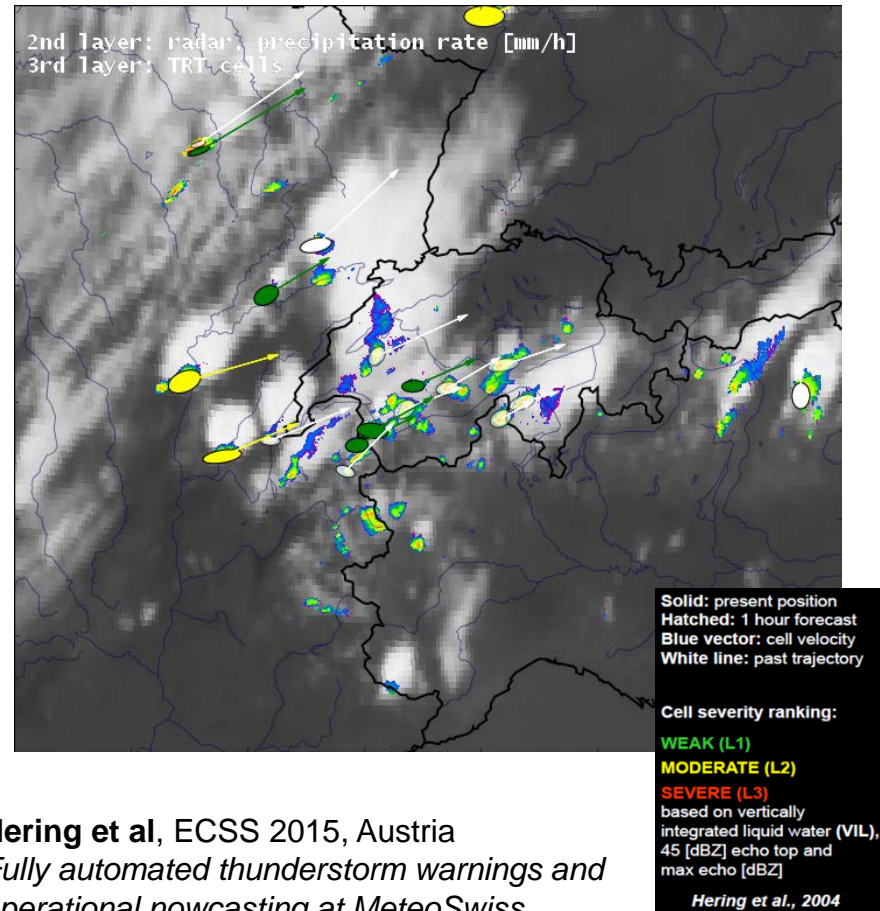 2nd layer: radar, precipitation rate [mm/h]
3rd layer: TRT cells
Solid: present position
Hatched: 1 hour forecast
Blue vector: cell velocity
White line: past trajectory
Cell severity ranking:
WEAK (L1)
MODERATE (L2)
SEVERE (L3)
based on vertically
integrated liquid water (VIL),
45 [dBZ] echo top and
max echo [dBZ]
Hering et al., 2004
Hering et al, ECSS 2015, Austria
Fully automated thunderstorm warnings and
operational nowcasting at MeteoSwiss